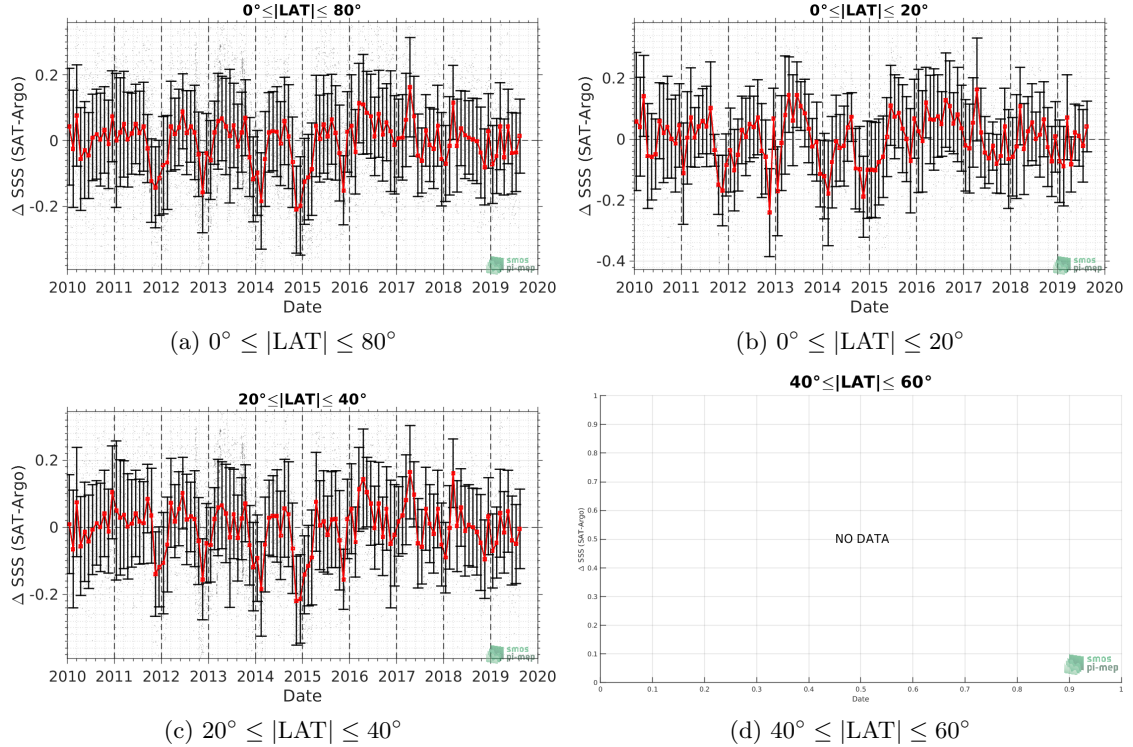 0°≤|LAT|≤ 80°
0.2
0
-0.2
Δ SSS (SAT-Argo)
2010 2011 2012 2013 2014 2015 2016 2017 2018 2019 2020
Date
smos
pi-mep
(a) 0° ≤ |LAT| ≤ 80°
0°≤|LAT|≤ 20°
0.2
0
-0.2
-0.4
Δ SSS (SAT-Argo)
2010 2011 2012 2013 2014 2015 2016 2017 2018 2019 2020
Date
smos
pi-mep
(b) 0° ≤ |LAT| ≤ 20°
20°≤|LAT|≤ 40°
0.2
0
-0.2
Δ SSS (SAT-Argo)
2010 2011 2012 2013 2014 2015 2016 2017 2018 2019 2020
Date
smos
pi-mep
(c) 20° ≤ |LAT| ≤ 40°
40°≤|LAT|≤ 60°
1
0.9
0.8
0.7
0.6
0.5
0.4
0.3
0.2
0.1
0
Δ SSS (SAT-Argo)
NO DATA
0 0.1 0.2 0.3 0.4 0.5 0.6 0.7 0.8 0.9 1
Date
smos
pi-mep
(d) 40° ≤ |LAT| ≤ 60°